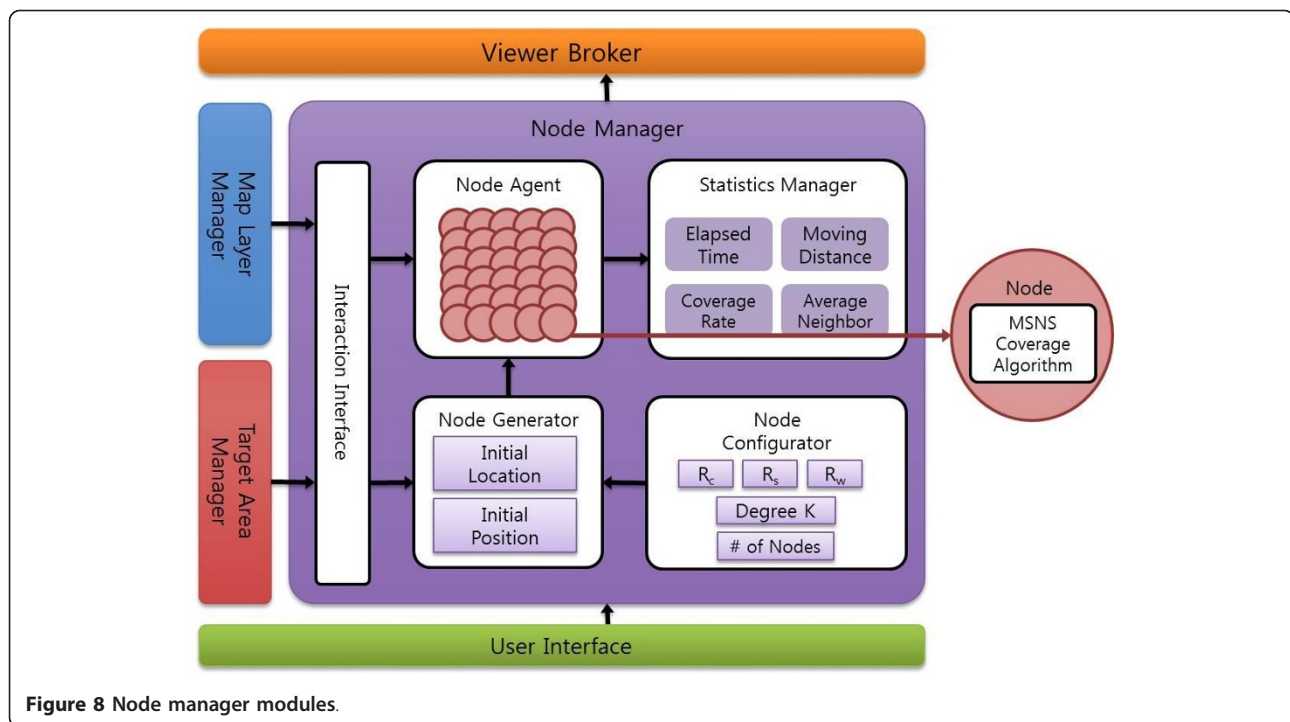 Viewer Broker
Map Layer
Manager
Target Area
Manager
Node Manager
Interaction Interface
Node Agent
Statistics Manager
Elapsed
Time
Moving
Distance
Coverage
Rate
Average
Neighbor
Node
MSNS
Coverage
Algorithm
Node Generator
Initial
Location
Initial
Position
Node
Configurator
Rc
Rs
Rw
Degree K
# of Nodes
User Interface
Figure 8 Node manager modules.